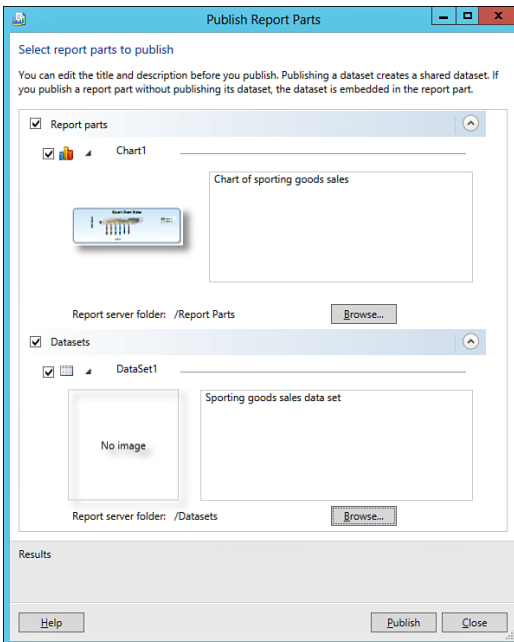 Publish Report Parts
Select report parts to publish
You can edit the title and description before you publish. Publishing a dataset creates a shared dataset. If
you publish a report part without publishing its dataset, the dataset is embedded in the report part.
Report parts
Chart1
Chart of sporting goods sales
Report server folder: /Report Parts
Browse...
Datasets
DataSet1
Sporting goods sales data set
No image
Report server folder: /Datasets
Browse...
Results
Help
Publish
Close